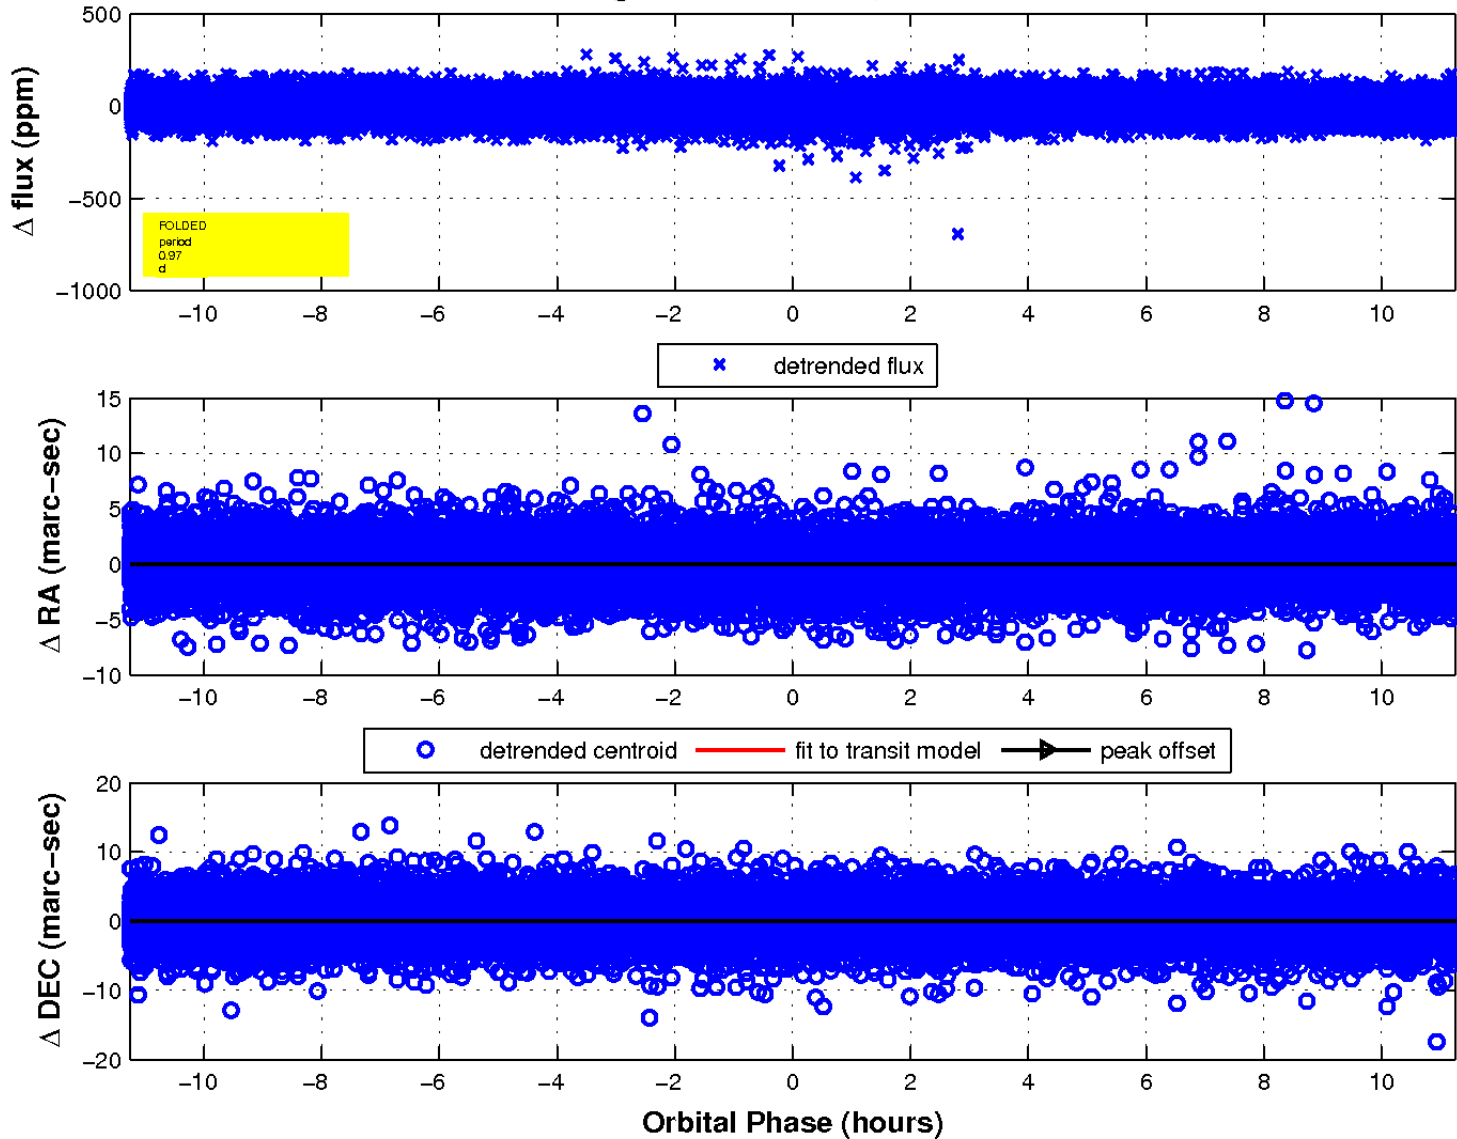 500
0
−500
−1000
Δ flux (ppm)
FOLDED
period
0.97
d
−10 −8 −6 −4 −2 0 2 4 6 8 10
detrended flux
15
10
5
0
−5
−10
Δ RA (marc−sec)
−10 −8 −6 −4 −2 0 2 4 6 8 10
detrended centroid fit to transit model peak offset
20
10
0
−10
−20
Δ DEC (marc−sec)
−10 −8 −6 −4 −2 0 2 4 6 8 10
Orbital Phase (hours)